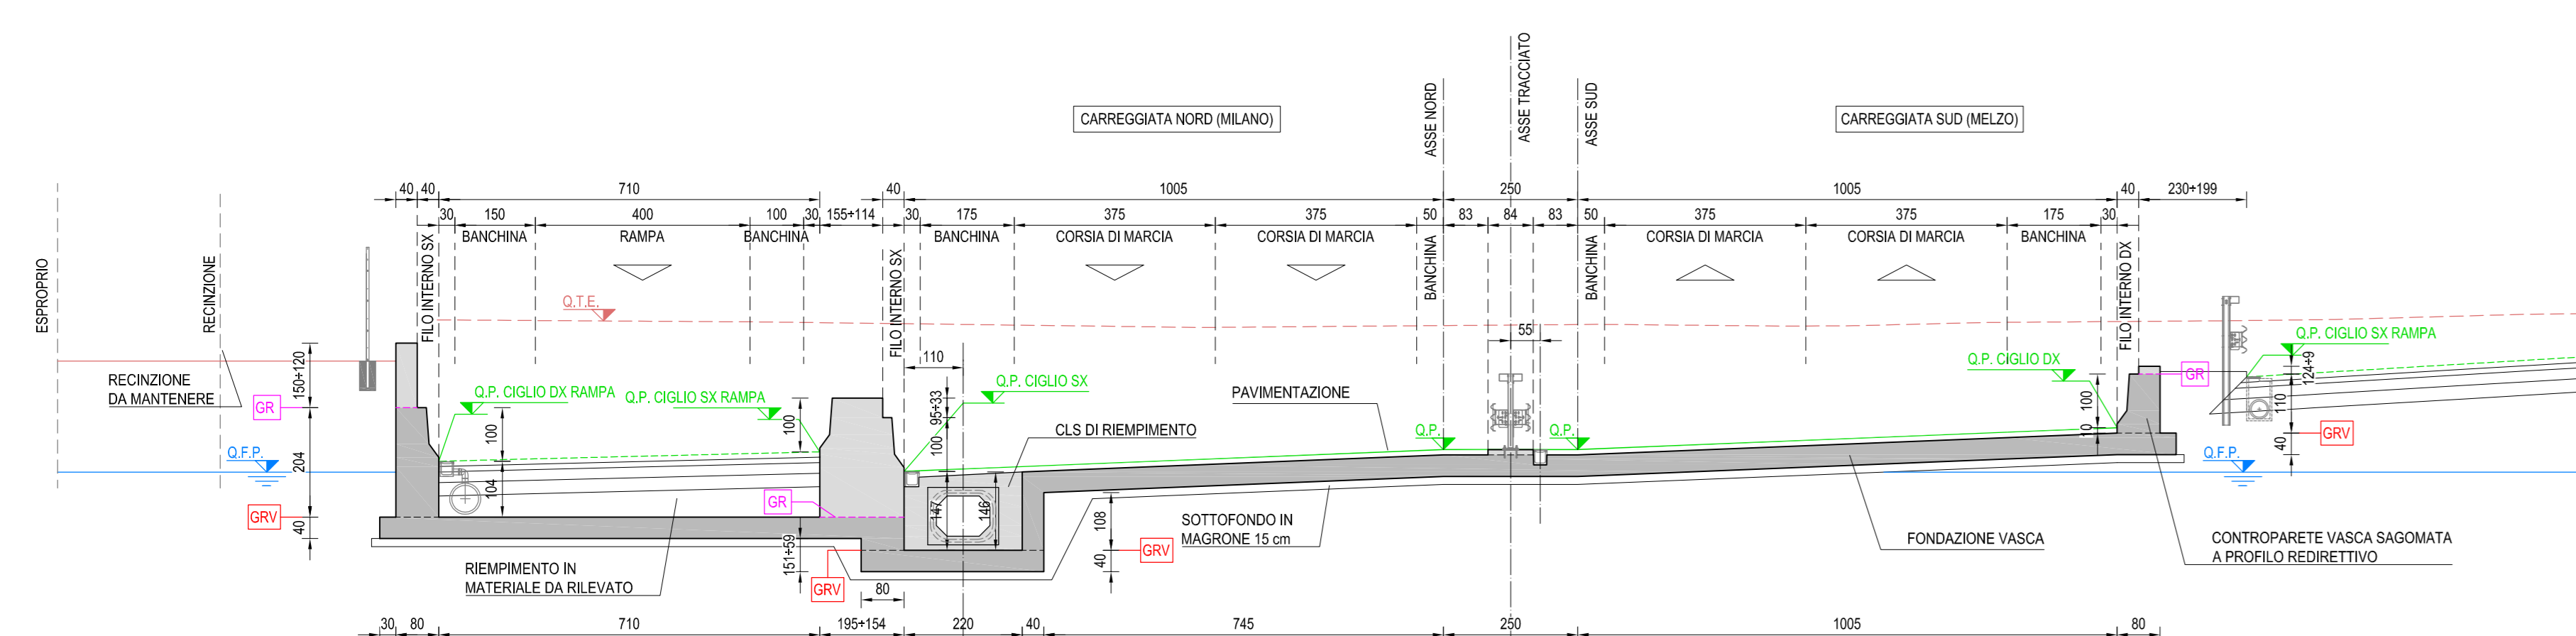 CARREGGIATA NORD (MILANO)
CARREGGIATA SUD (MELZO)
ASSE NORD
ASSE TRACCIATO
ASSE SUD
40 40 710 40 1005 250 1005 40 230÷199
30 150 400 100 30 155÷114 30 175 375 375 50 83 84 83 50 375 375 175 30
BANCHINA RAMPA BANCHINA BANCHINA CORSIA DI MARCIA CORSIA DI MARCIA CORSIA DI MARCIA CORSIA DI MARCIA BANCHINA
BANCHINA
BANCHINA
ESPROPRIO
RECINZIONE
FILO INTERNO SX
FILO INTERNO SX
FILO INTERNO DX
Q.T.E.
55
110
Q.P. CIGLIO SX RAMPA
Q.P. CIGLIO DX
RECINZIONE
DA MANTENERE
150÷120
GR
Q.P. CIGLIO DX RAMPA
Q.P. CIGLIO SX RAMPA
Q.P. CIGLIO SX
PAVIMENTAZIONE
95÷33
100
100
100
CLS DI RIEMPIMENTO
Q.P.
Q.P.
100
10
GR
124÷9
110
40
GRV
Q.F.P.
Q.F.P.
204
104
147
146
GR
GRV
40
151÷59
108
40
GRV
GRV
SOTTOFONDO IN
MAGRONE 15 cm
FONDAZIONE VASCA
CONTROPARETE VASCA SAGOMATA
A PROFILO REDIRETTIVO
RIEMPIMENTO IN
MATERIALE DA RILEVATO
80
30 80 710 195÷154 220 40 745 250 1005 80